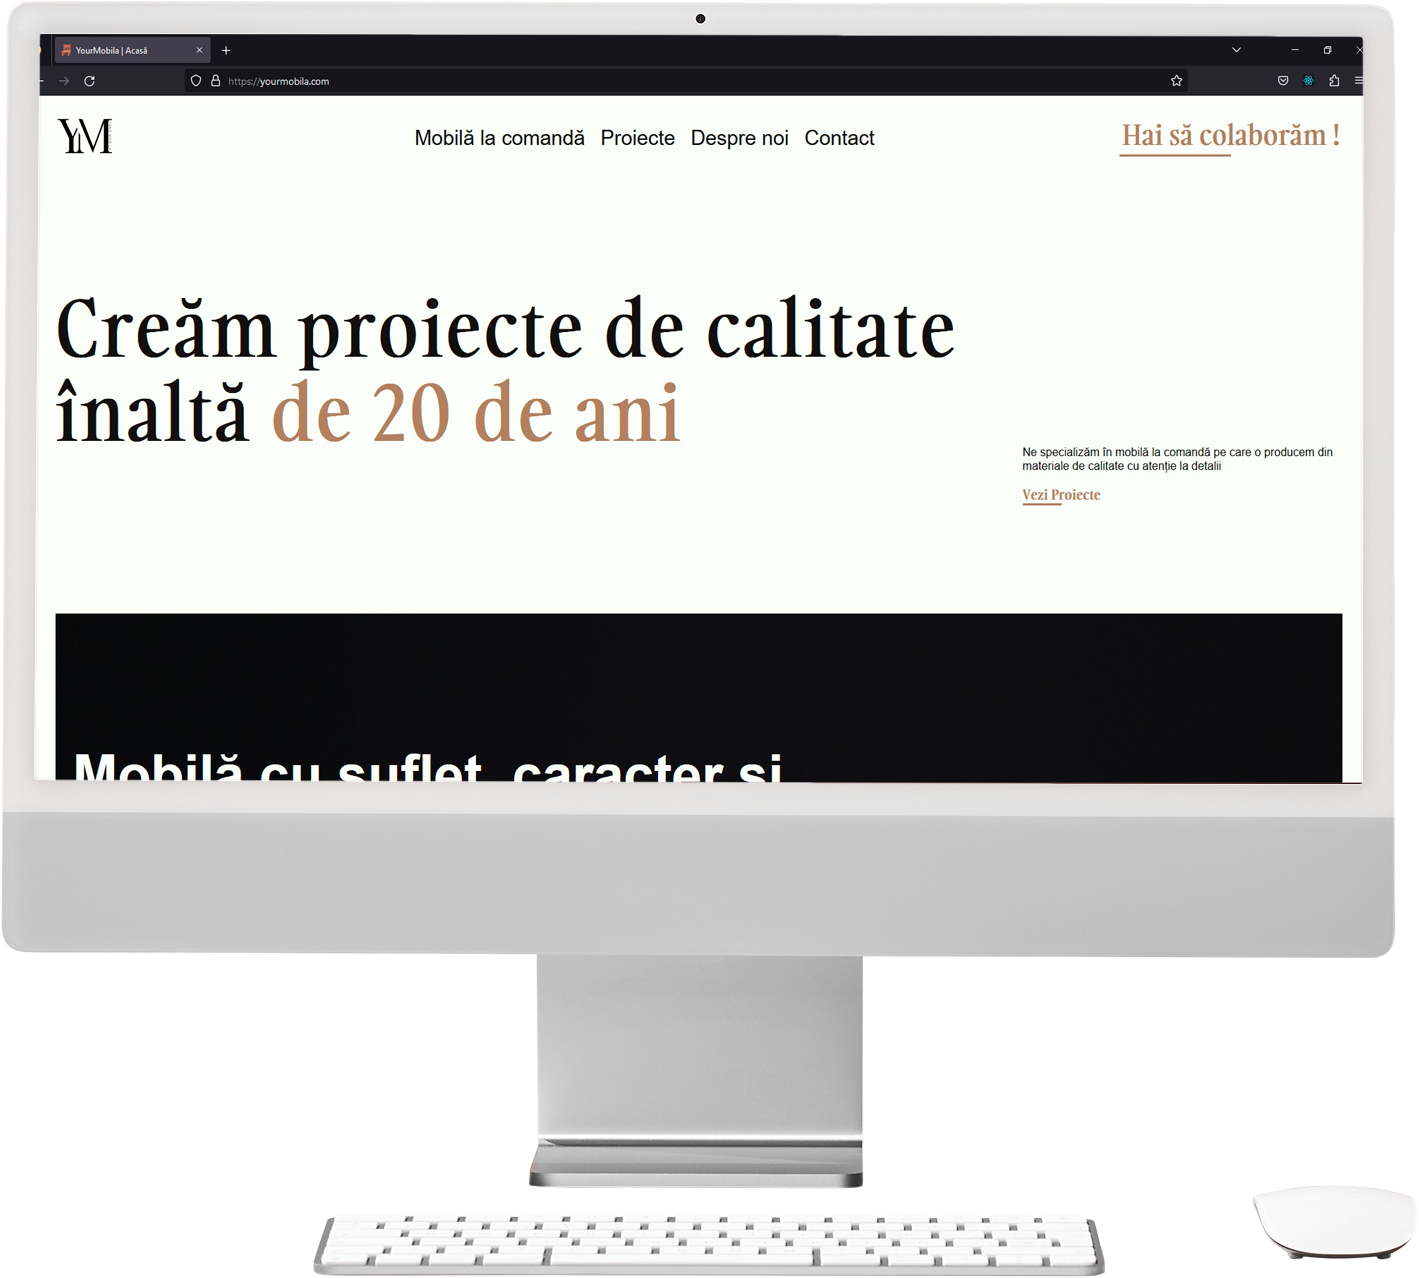 YourMobila | Acasă
https://yourmobila.com
YM
Mobilă la comandă Proiecte Despre noi Contact
Hai să colaborăm !
Creăm proiecte de calitate
înaltă de 20 de ani
Ne specializăm în mobilă la comandă pe care o producem din
materiale de calitate cu atenție la detalii
Vezi Proiecte
Mobilă cu suflet, caracter și